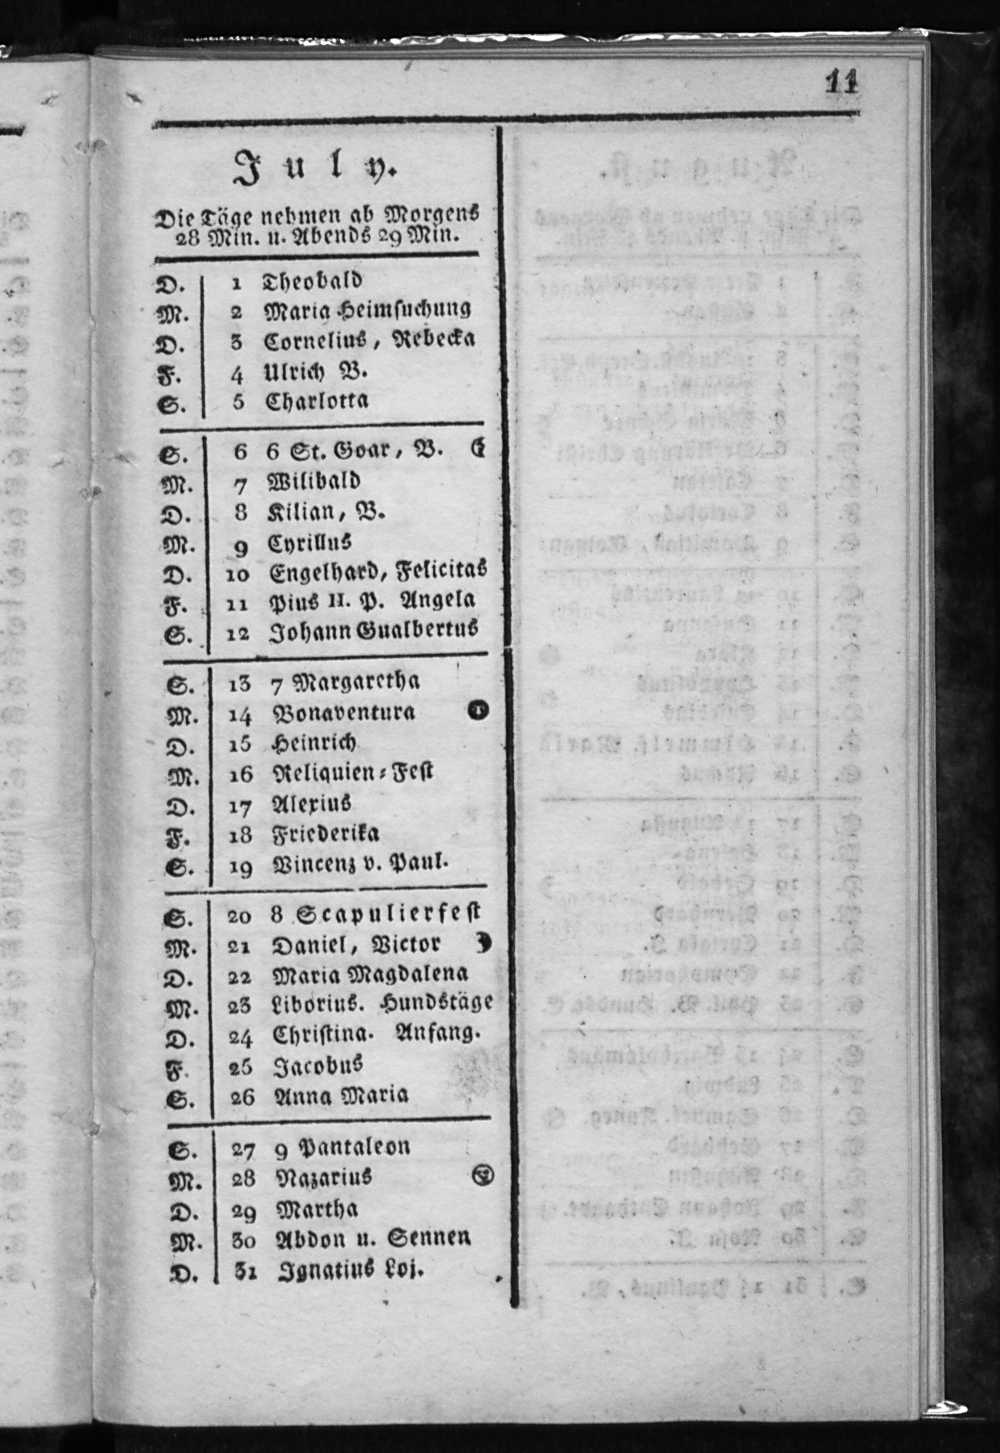 11
July.
Die Täge nehmen ab Morgens
28 Min. u. Abends 29 Min.
D. 1 Theobald
M. 2 Maria Heimsuchung
D. 3 Cornelius, Rebecka
F. 4 Ulrich B.
S. 5 Charlotta
S. 6 6 St. Goar, B.
M. 7 Wilibald
D. 8 Kilian, B.
M. 9 Cyrillus
D. 10 Engelhard, Felicitas
F. 11 Pius II. P. Angela
S. 12 Johann Gualbertus
S. 13 7 Margaretha
M. 14 Bonaventura
D. 15 Heinrich
M. 16 Reliquien-Fest
D. 17 Alexius
F. 18 Friederika
S. 19 Vincenz v. Paul.
S. 20 8 Scapulierfest
M. 21 Daniel, Victor
D. 22 Maria Magdalena
M. 23 Liborius. Hundstäge
D. 24 Christina. Anfang.
F. 25 Jacobus
S. 26 Anna Maria
S. 27 9 Pantaleon
M. 28 Nazarius
D. 29 Martha
M. 30 Abdon u. Sennen
D. 31 Ignatius Loj.